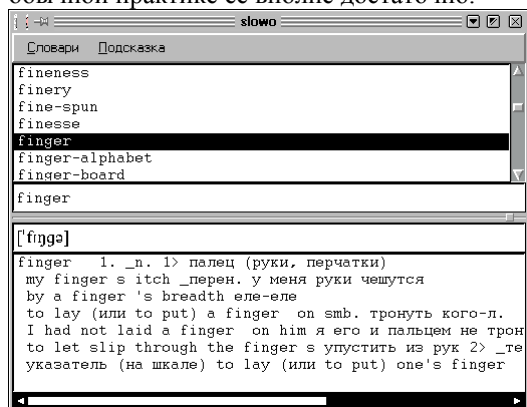 обычной практике ее вполне достаточно.
slowo
Словари Подсказка
fineness
finery
fine-spun
finesse
finger
finger-alphabet
finger-board
finger
['fɪŋgə]
finger 1. _n. 1> палец (руки, перчатки)
my finger s itch _перен. у меня руки чешутся
by a finger 's breadth еле-еле
to lay (или to put) a finger on smb. тронуть кого-л.
I had not laid a finger on him я его и пальцем не трон
to let slip through the finger s упустить из рук 2> _те
указатель (на шкале) to lay (или to put) one's finger